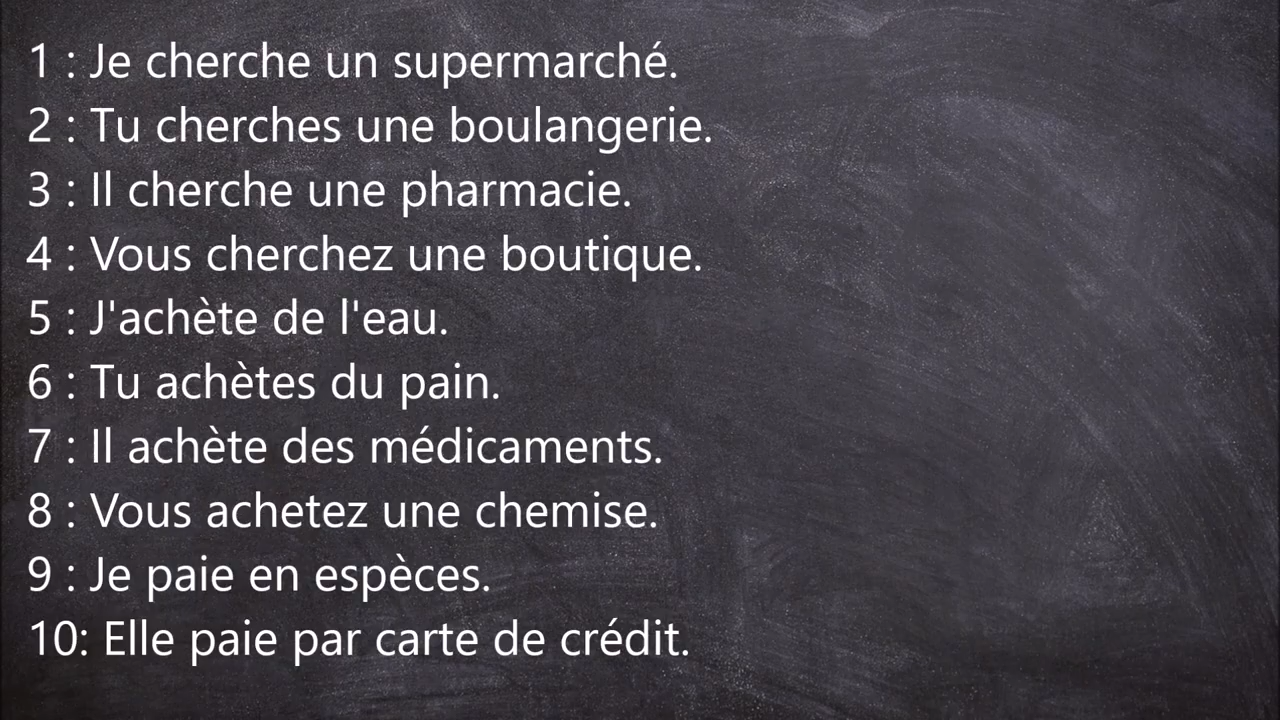 1 : Je cherche un supermarché.
2 : Tu cherches une boulangerie.
3 : Il cherche une pharmacie.
4 : Vous cherchez une boutique.
5 : J'achète de l'eau.
6 : Tu achètes du pain.
7 : Il achète des médicaments.
8 : Vous achetez une chemise.
9 : Je paie en espèces.
10: Elle paie par carte de crédit.